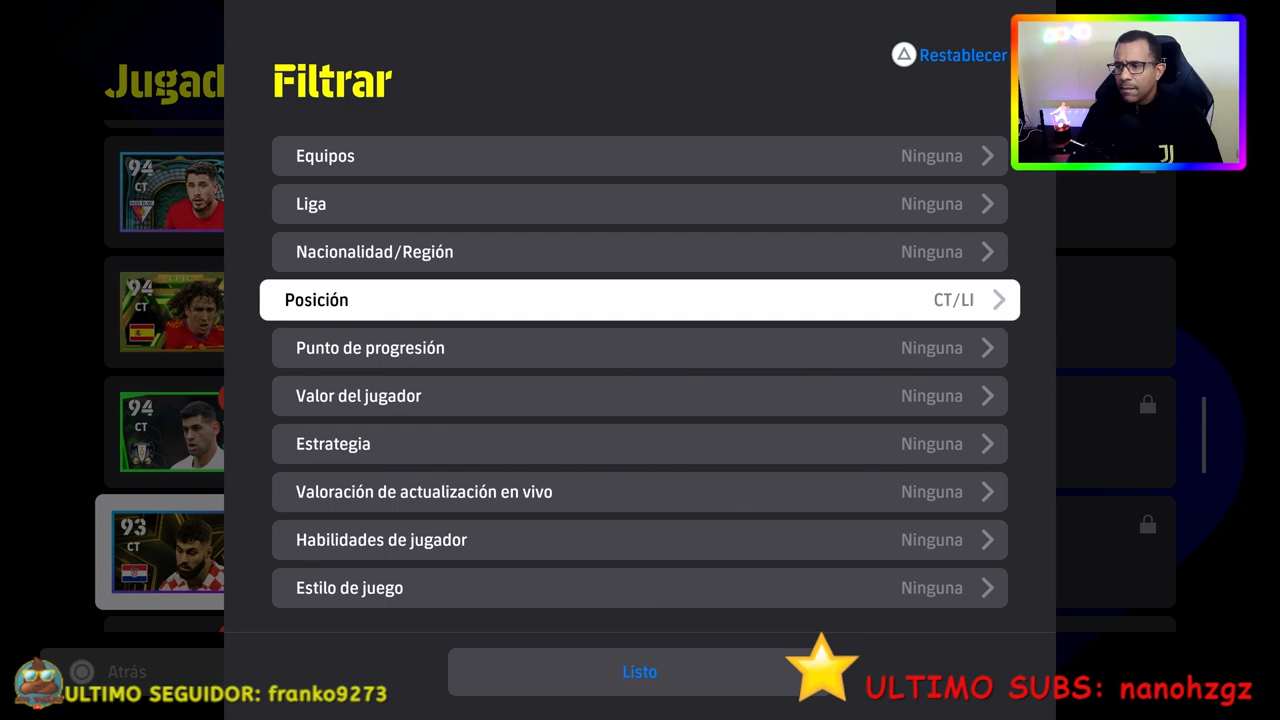 Jugad
Filtrar
Restablecer
Equipos Ninguna
Liga Ninguna
Nacionalidad/Región Ninguna
Posición CT/LI
Punto de progresión Ninguna
Valor del jugador Ninguna
Estrategia Ninguna
Valoración de actualización en vivo Ninguna
Habilidades de jugador Ninguna
Estilo de juego Ninguna
94
CT
94
CT
94
CT
93
CT
Atrás
Listo
ULTIMO SEGUIDOR: franko9273
ULTIMO SUBS: nanohzgz